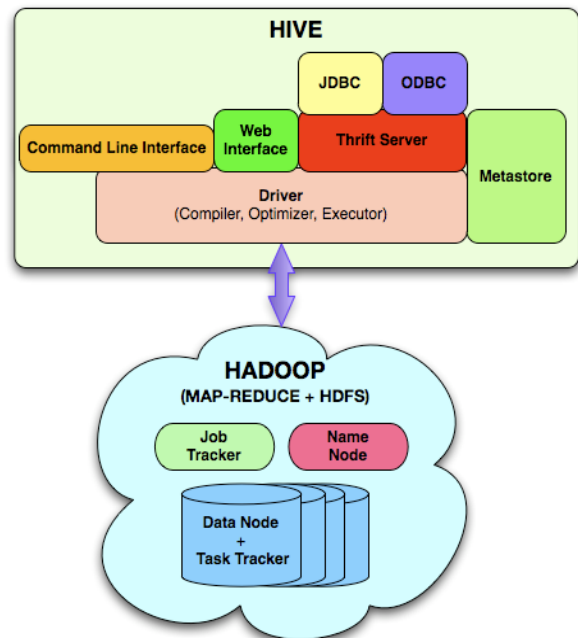 HIVE
JDBC
ODBC
Command Line Interface
Web
Interface
Thrift Server
Metastore
Driver
(Compiler, Optimizer, Executor)
HADOOP
(MAP-REDUCE + HDFS)
Job
Tracker
Name
Node
Data Node
+
Task Tracker